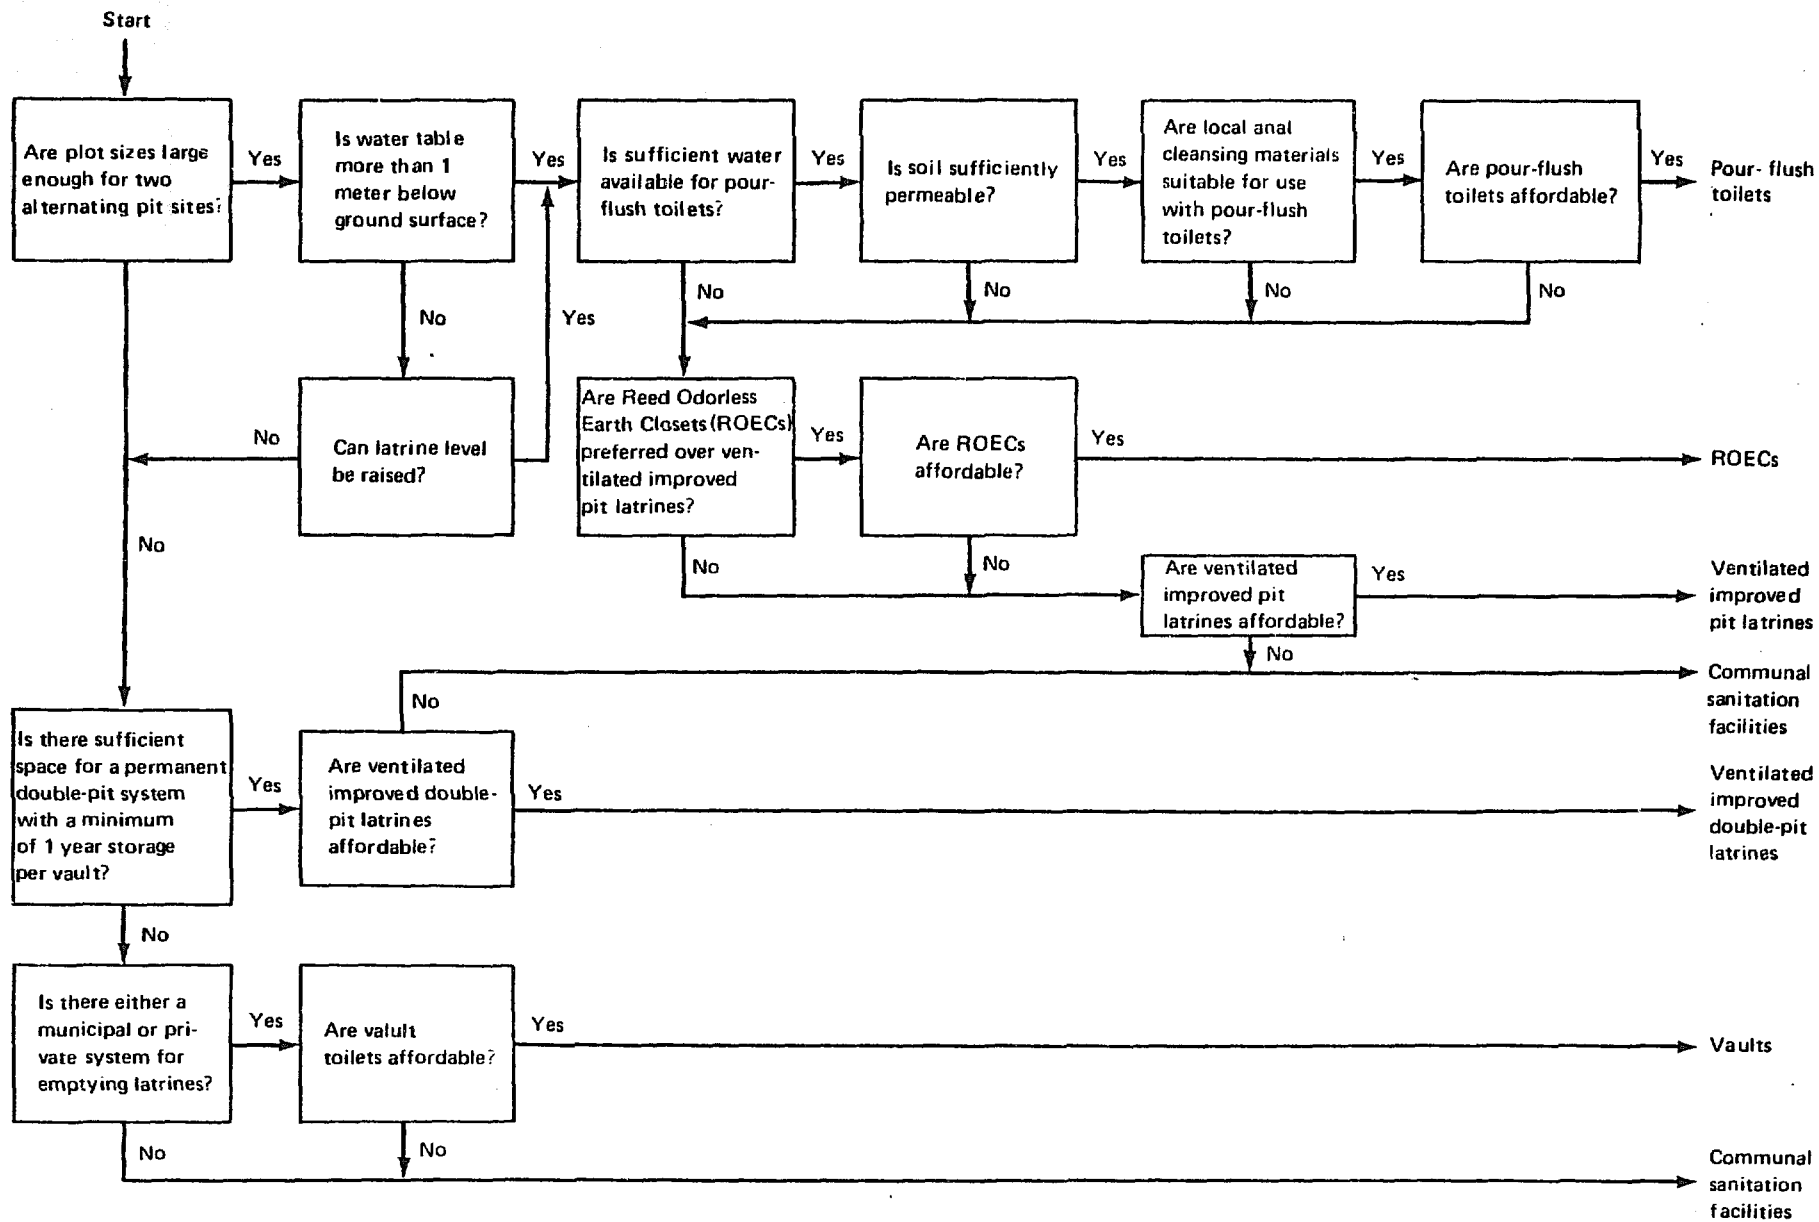 Start
Are plot sizes large
enough for two
alternating pit sites?
Yes
Is water table
more than 1
meter below
ground surface?
Yes
Is sufficient water
available for pour-
flush toilets?
Yes
Is soil sufficiently
permeable?
Yes
Are local anal
cleansing materials
suitable for use
with pour-flush
toilets?
Yes
Are pour-flush
toilets affordable?
Yes
Pour-flush
toilets
No
Yes
No
No
No
No
No
Can latrine level
be raised?
Are Reed Odorless
Earth Closets (ROECs)
preferred over ven-
tilated improved
pit latrines?
Yes
Are ROECs
affordable?
Yes
ROECs
No
No
No
Are ventilated
improved pit
latrines affordable?
Yes
Ventilated
improved
pit latrines
No
No
Communal
sanitation
facilities
Is there sufficient
space for a permanent
double-pit system
with a minimum
of 1 year storage
per vault?
Yes
Are ventilated
improved double-
pit latrines
affordable?
Yes
Ventilated
improved
double-pit
latrines
No
Is there either a
municipal or pri-
vate system for
emptying latrines?
Yes
Are valult
toilets affordable?
Yes
Vaults
No
No
Communal
sanitation
facilities